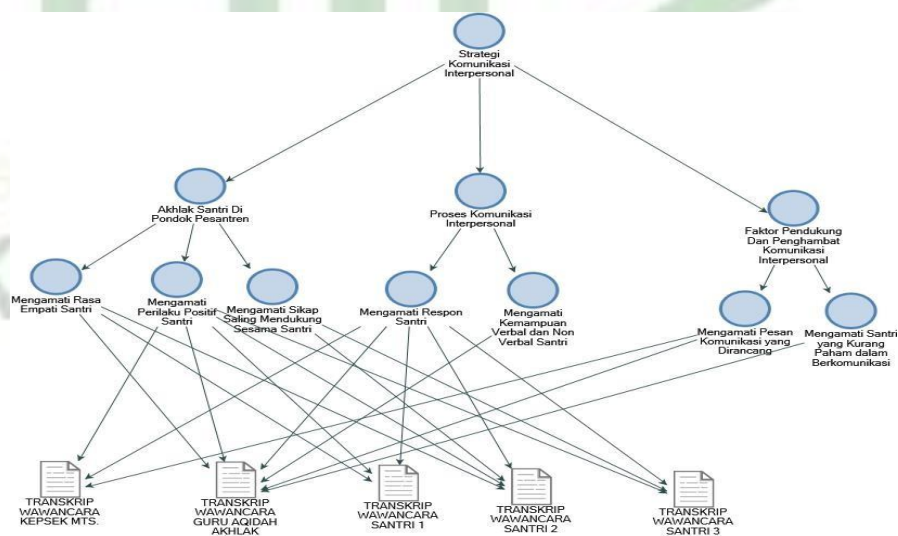 Strategi
Komunikasi
Interpersonal
Akhlak Santri Di
Pondok Pesantren
Proses Komunikasi
Interpersonal
Faktor Pendukung
Dan Penghambat
Komunikasi
Interpersonal
Mengamati Rasa
Empati Santri
Mengamati
Perilaku Positif
Santri
Mengamati Sikap
Saling Mendukung
Sesama Santri
Mengamati Respon
Santri
Mengamati
Kemampuan
Verbal dan Non
Verbal Santri
Mengamati Pesan
Komunikasi yang
Dirancang
Mengamati Santri
yang Kurang
Paham dalam
Berkomunikasi
TRANSKRIP
WAWANCARA
KEPSEK MTS.
TRANSKRIP
WAWANCARA
GURU AQIDAH
AKHLAK
TRANSKRIP
WAWANCARA
SANTRI 1
TRANSKRIP
WAWANCARA
SANTRI 2
TRANSKRIP
WAWANCARA
SANTRI 3